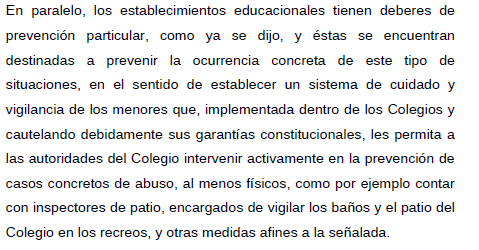 En paralelo, los establecimientos educacionales tienen deberes de
prevención particular, como ya se dijo, y éstas se encuentran
destinadas a prevenir la ocurrencia concreta de este tipo de
situaciones, en el sentido de establecer un sistema de cuidado y
vigilancia de los menores que, implementada dentro de los Colegios y
cautelando debidamente sus garantías constitucionales, les permita a
las autoridades del Colegio intervenir activamente en la prevención de
casos concretos de abuso, al menos físicos, como por ejemplo contar
con inspectores de patio, encargados de vigilar los baños y el patio del
Colegio en los recreos, y otras medidas afines a la señalada.